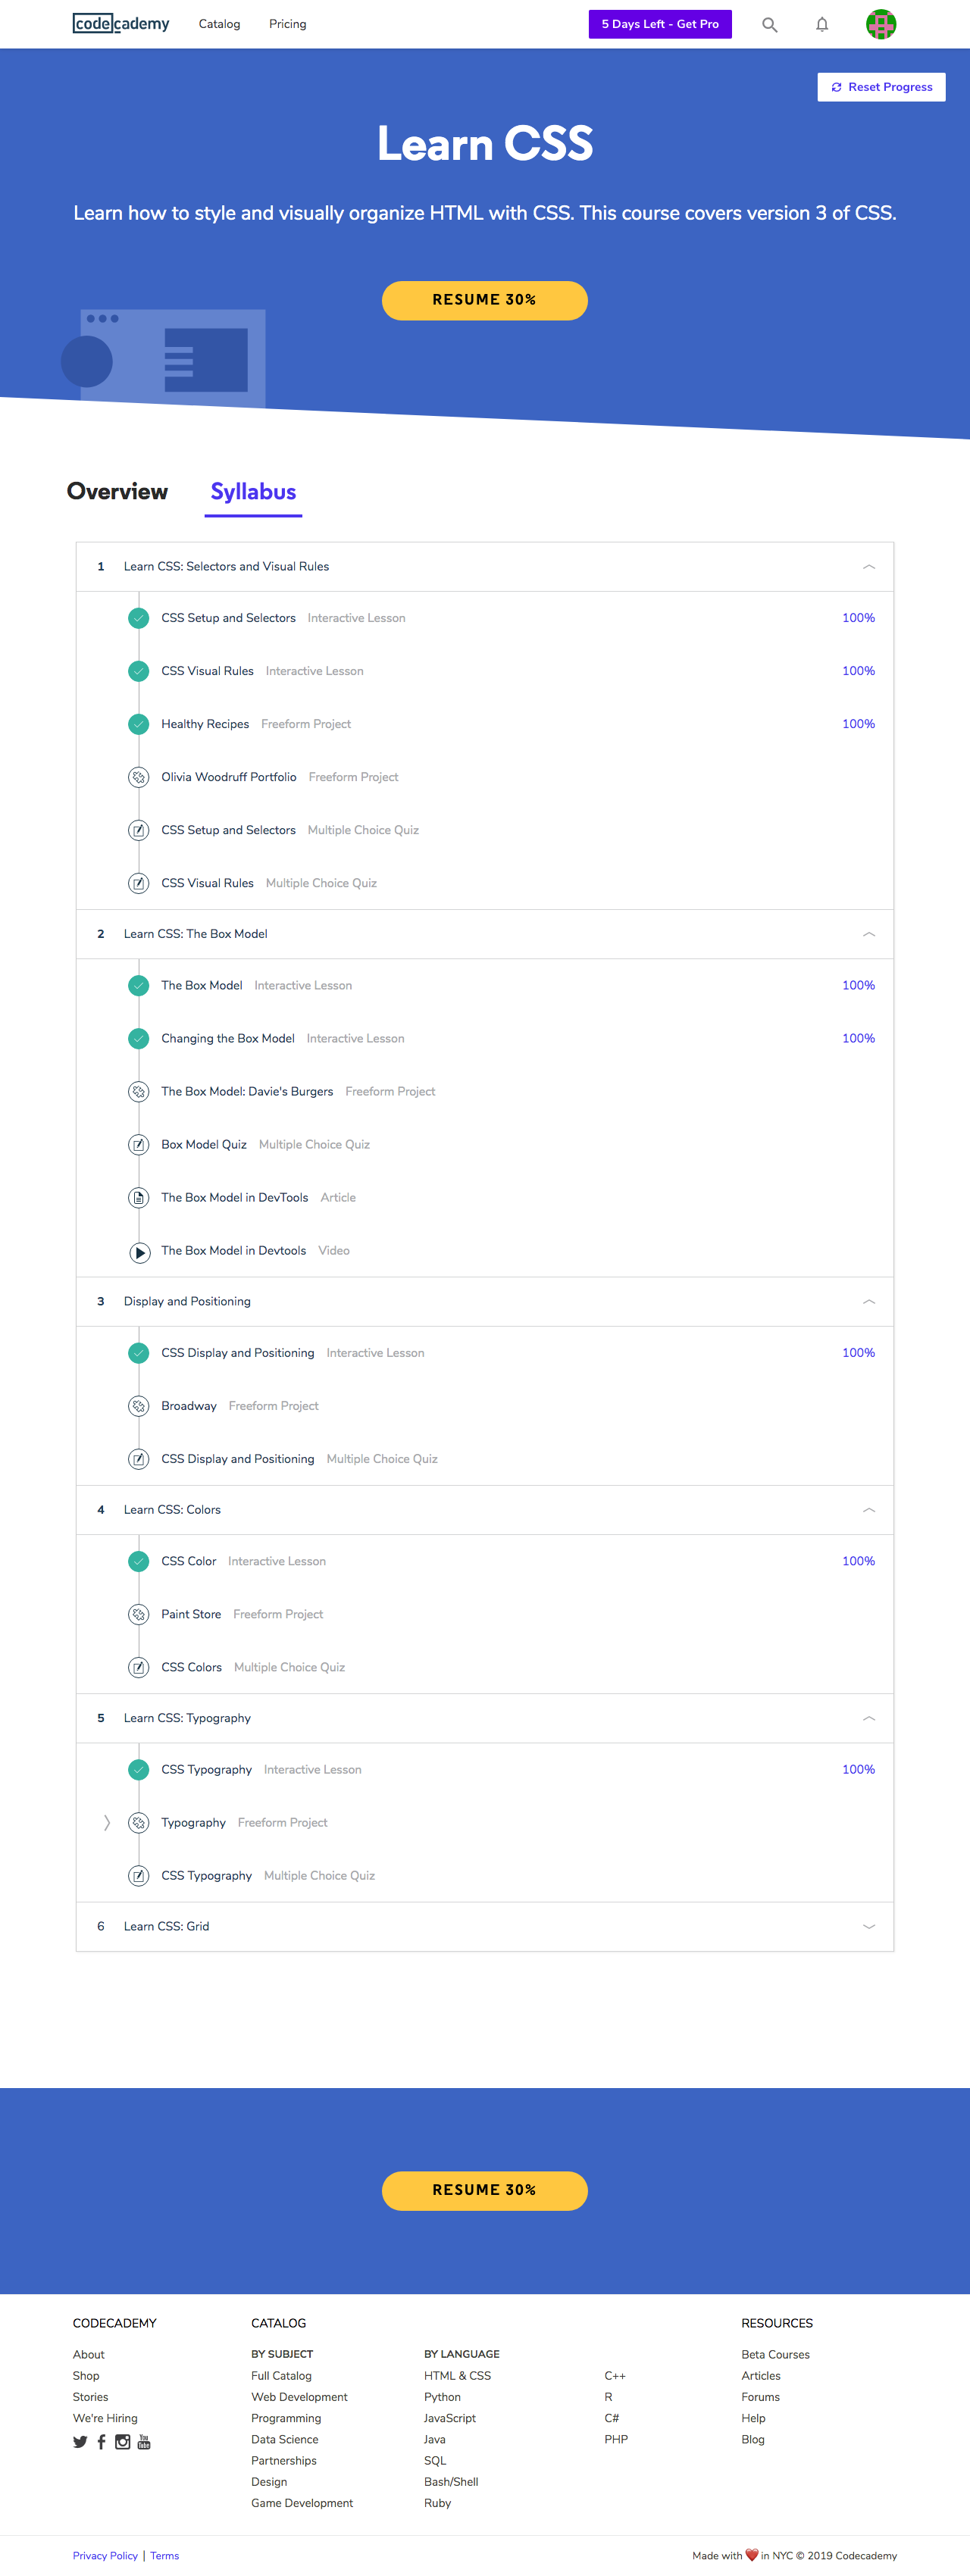 codecademy Catalog Pricing 5 Days Left - Get Pro
Reset Progress
Learn CSS
Learn how to style and visually organize HTML with CSS. This course covers version 3 of CSS.
RESUME 30%
Overview Syllabus
1 Learn CSS: Selectors and Visual Rules
CSS Setup and Selectors Interactive Lesson 100%
CSS Visual Rules Interactive Lesson 100%
Healthy Recipes Freeform Project 100%
Olivia Woodruff Portfolio Freeform Project
CSS Setup and Selectors Multiple Choice Quiz
CSS Visual Rules Multiple Choice Quiz
2 Learn CSS: The Box Model
The Box Model Interactive Lesson 100%
Changing the Box Model Interactive Lesson 100%
The Box Model: Davie's Burgers Freeform Project
Box Model Quiz Multiple Choice Quiz
The Box Model in DevTools Article
The Box Model in Devtools Video
3 Display and Positioning
CSS Display and Positioning Interactive Lesson 100%
Broadway Freeform Project
CSS Display and Positioning Multiple Choice Quiz
4 Learn CSS: Colors
CSS Color Interactive Lesson 100%
Paint Store Freeform Project
CSS Colors Multiple Choice Quiz
5 Learn CSS: Typography
CSS Typography Interactive Lesson 100%
Typography Freeform Project
CSS Typography Multiple Choice Quiz
6 Learn CSS: Grid
RESUME 30%
CODECADEMY CATALOG RESOURCES
About BY SUBJECT BY LANGUAGE Beta Courses
Shop Full Catalog HTML & CSS C++ Articles
Stories Web Development Python R Forums
We're Hiring Programming JavaScript C# Help
You Tube Data Science Java PHP Blog
Partnerships SQL
Design Bash/Shell
Game Development Ruby
Privacy Policy | Terms Made with ❤️ in NYC © 2019 Codecademy